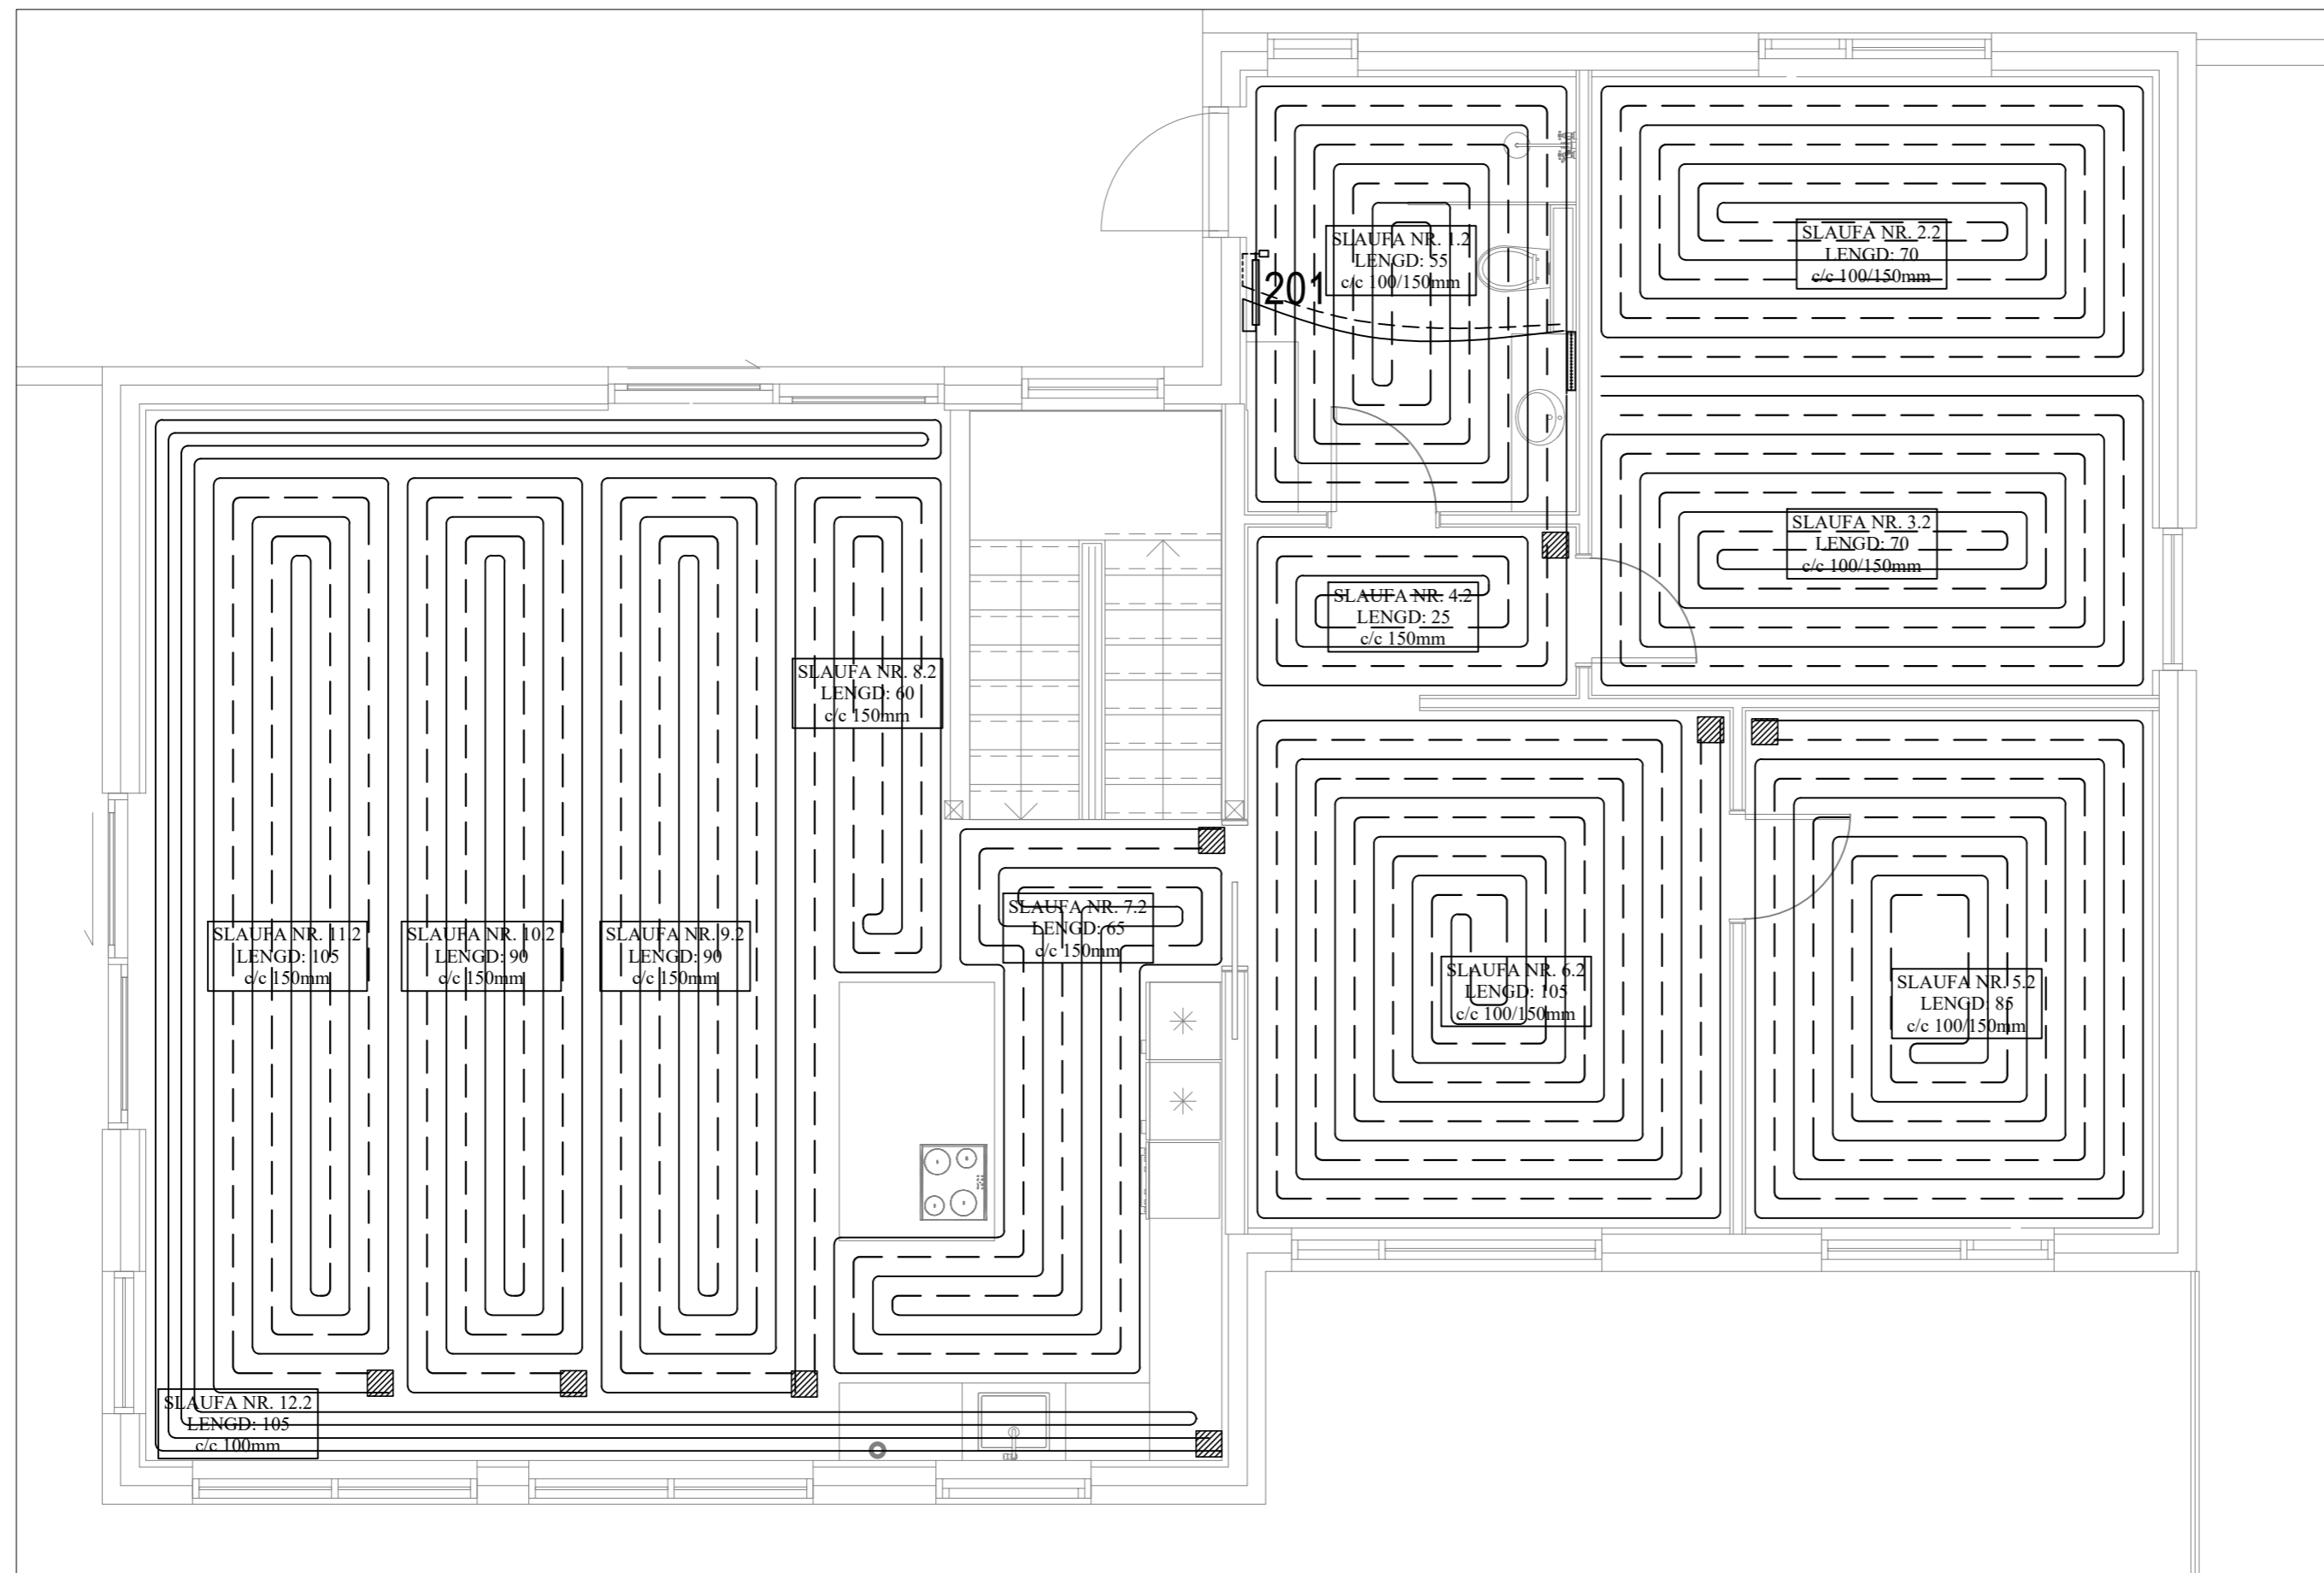 SLAUFA NR. 1.2
LENGD: 55
c/c 100/150mm
201
SLAUFA NR. 2.2
LENGD: 70
c/c 100/150mm
SLAUFA NR. 3.2
LENGD: 70
c/c 100/150mm
SLAUFA NR. 4.2
LENGD: 25
c/c 150mm
SLAUFA NR. 8.2
LENGD: 60
c/c 150mm
SLAUFA NR. 7.2
LENGD: 65
c/c 150mm
SLAUFA NR. 11.2
LENGD: 105
c/c 150mm
SLAUFA NR. 10.2
LENGD: 90
c/c 150mm
SLAUFA NR. 9.2
LENGD: 90
c/c 150mm
SLAUFA NR. 6.2
LENGD: 105
c/c 100/150mm
SLAUFA NR. 5.2
LENGD: 85
c/c 100/150mm
SLAUFA NR. 12.2
LENGD: 105
c/c 100mm